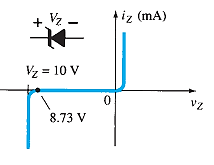 + V_Z −
i_Z (mA)
V_Z = 10 V
0
v_Z
8.73 V